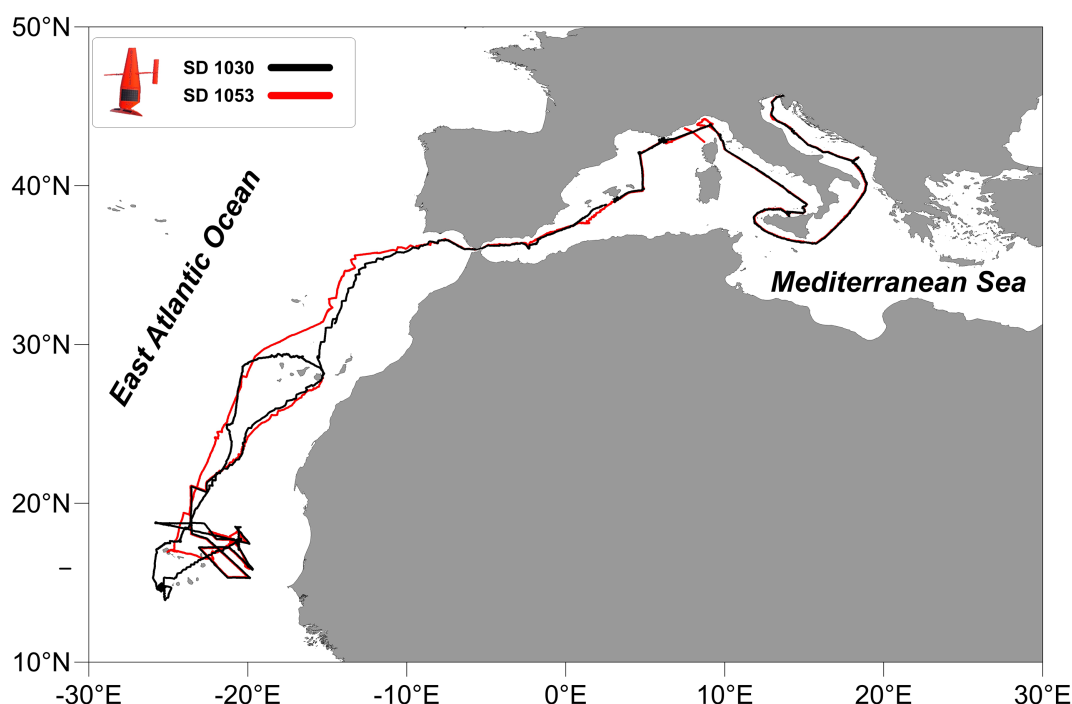 50°N
SD 1030
SD 1053
40°N
East Atlantic Ocean
Mediterranean Sea
30°N
20°N
10°N
-30°E
-20°E
-10°E
0°E
10°E
20°E
30°E